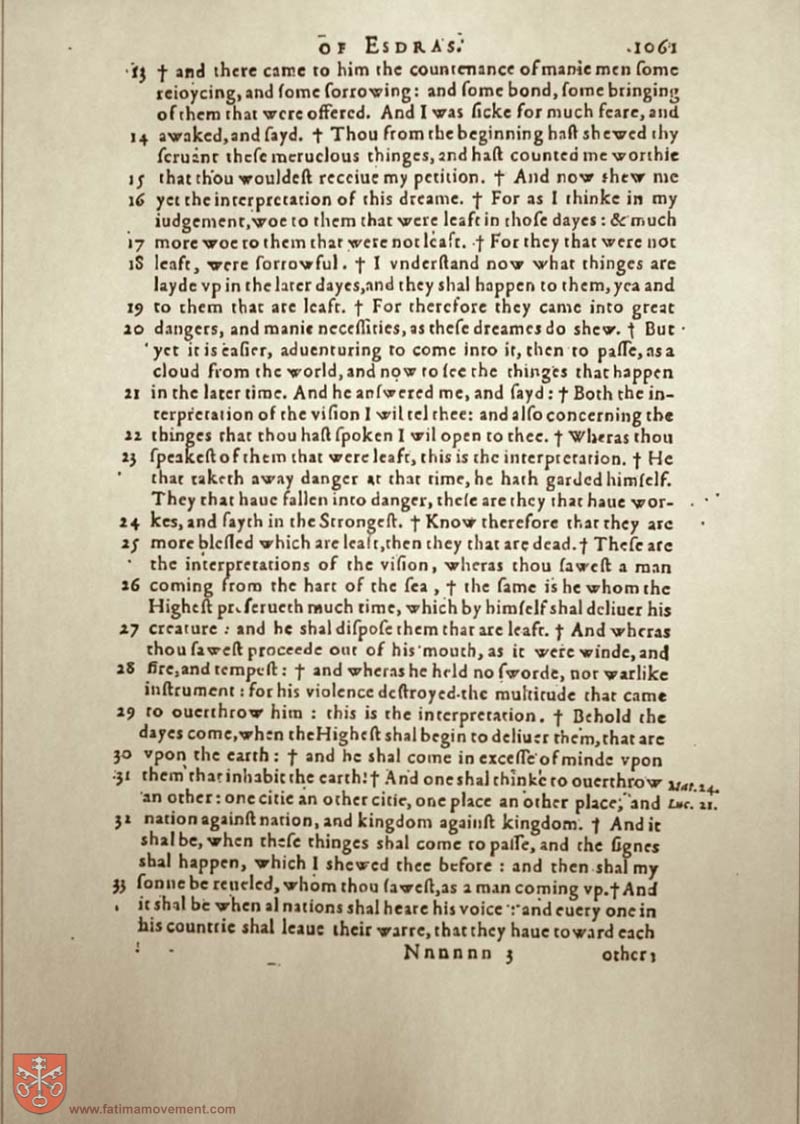 OF ESDRAS. 1061
13 † and there came to him the countenance of manie men ſome
reioycing, and ſome ſorrowing: and ſome bond, ſome bringing
of them that were offered. And I was ſicke for much feare, and
14 awaked, and ſayd. † Thou from the beginning haſt shewed thy
ſeruant theſe meruelous thinges, and haſt counted me worthie
15 that thou wouldeſt receiue my petition. † And now shew me
16 yet the interpretation of this dreame. † For as I thinke in my
iudgement, woe to them that were leaft in thoſe dayes: & much
17 more woe to them that were not leaft. † For they that were not
18 leaft, were ſorrowful. † I vnderſtand now what thinges are
layde vp in the later dayes, and they shal happen to them, yea and
19 to them that are leaft. † For therefore they came into great
20 dangers, and manie neceſſities, as theſe dreames do shew. † But
yet it is eaſier, aduenturing to come into it, then to paſſe, as a
cloud from the world, and now to ſee the thinges that happen
21 in the later time. And he anſwered me, and ſayd: † Both the in-
terpretation of the viſion I wil tel thee: and alſo concerning the
22 thinges that thou haſt ſpoken I wil open to thee. † Wheras thou
23 ſpeakeſt of them that were leaft, this is the interpretation. † He
that taketh away danger at that time, he hath garded himſelf.
They that haue fallen into danger, theſe are they that haue wor-
24 kes, and fayth in the Strongeſt. † Know therefore that they are
25 more bleſſed which are leaft, then they that are dead. † Theſe are
the interpretations of the viſion, wheras thou ſaweſt a man
26 coming from the hart of the ſea, † the ſame is he whom the
Higheſt preſerueth much time, which by himſelf shal deliuer his
27 creature: and he shal diſpoſe them that are leaft. † And wheras
thou ſaweſt proceede out of his mouth, as it were winde, and
28 fire, and tempeſt: † and wheras he held no ſworde, nor warlike
inſtrument: for his violence deſtroyed the multitude that came
29 to ouerthrow him: this is the interpretation. † Behold the
dayes come, when the Higheſt shal begin to deliuer them, that are
30 vpon the earth: † and he shal come in exceſſe of minde vpon
31 them that inhabit the earth. † And one shal thinke to ouerthrow Mat. 24.
an other: one citie an other citie, one place an other place, and Luc. 21.
32 nation againſt nation, and kingdom againſt kingdom. † And it
shal be, when theſe thinges shal come to paſſe, and the ſignes
shal happen, which I shewed thee before: and then shal my
33 ſonne be reueled, whom thou ſaweſt, as a man coming vp. † And
it shal be when al nations shal heare his voice: and euery one in
his countrie shal leaue their warre, that they haue toward each
Nnnnnn 3 other;
www.fatimamovement.com